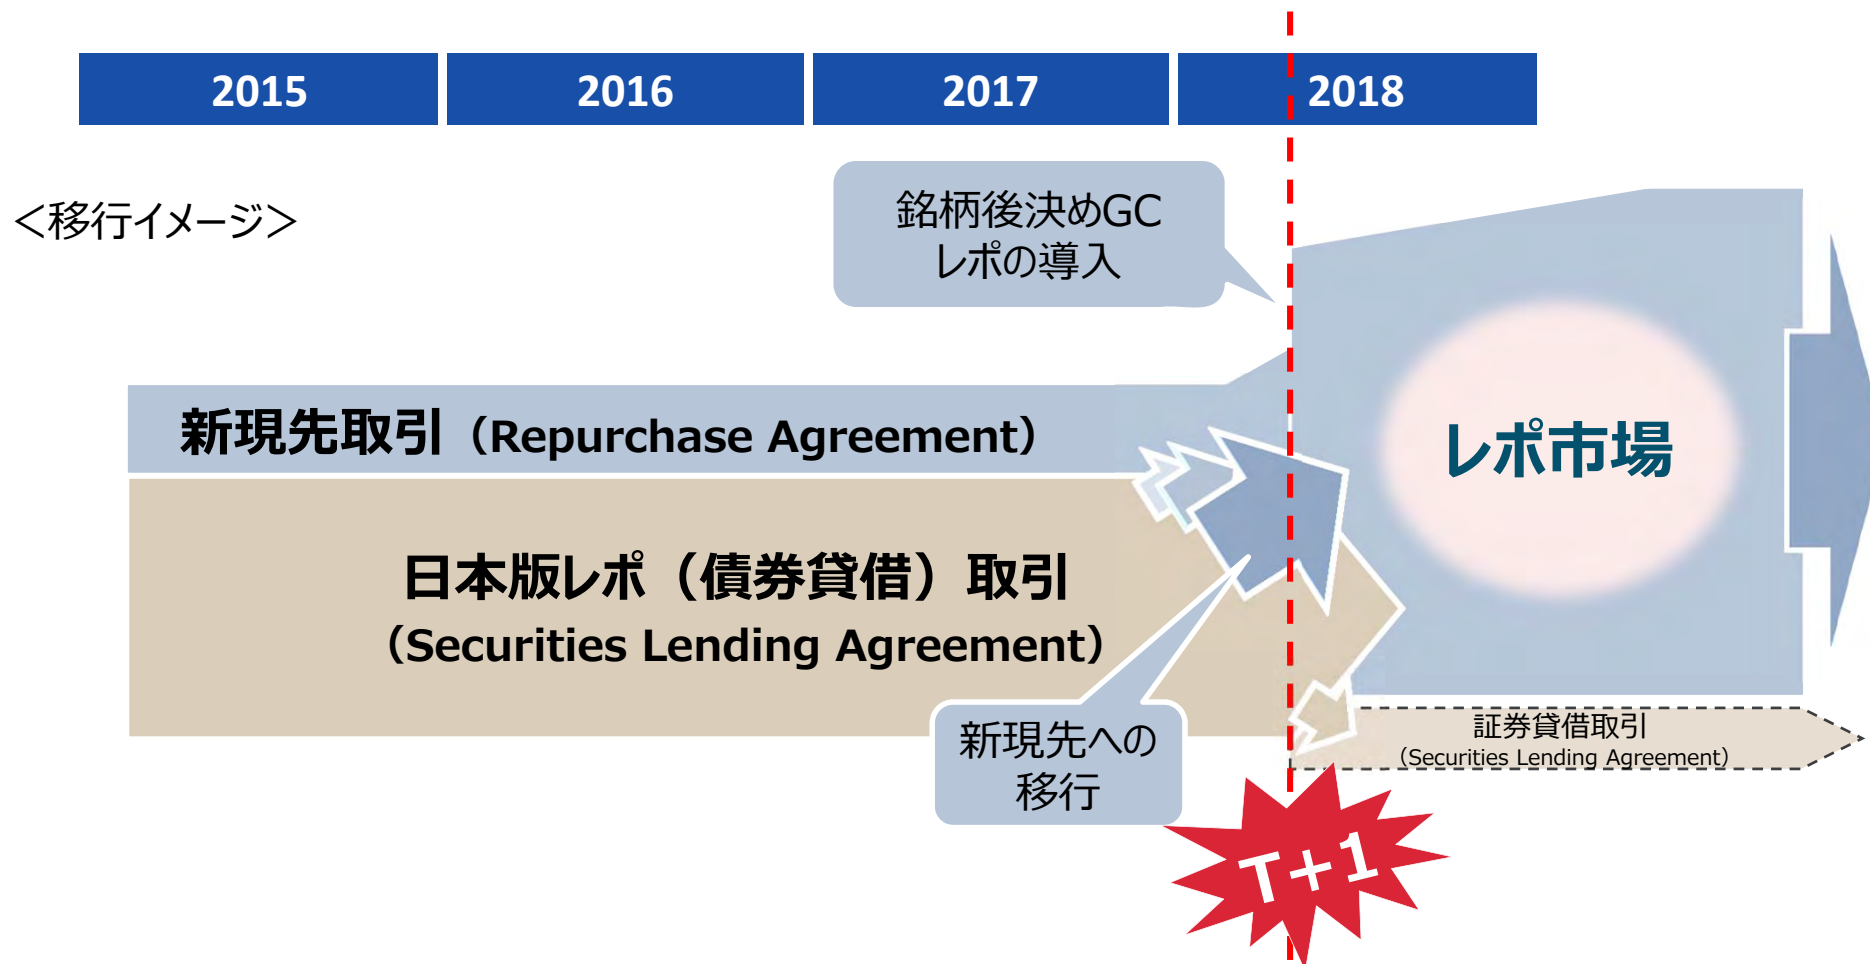 2015
2016
2017
2018
＜移行イメージ＞
銘柄後決めGC
レポの導入
新現先取引（Repurchase Agreement）
レポ市場
日本版レポ（債券貸借）取引
（Securities Lending Agreement）
新現先への
移行
証券貸借取引
（Securities Lending Agreement）
T+1